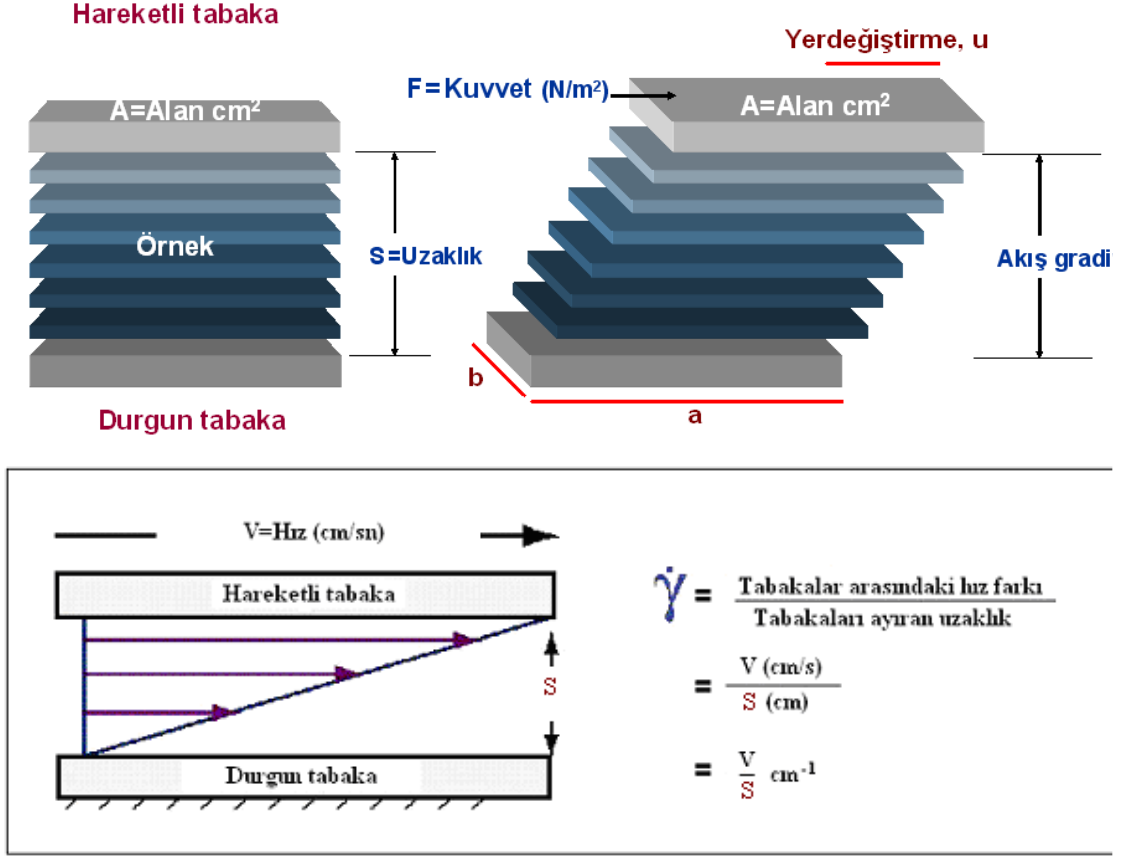 Hareketli tabaka
Yerdeğiştirme, u
F=Kuvvet (N/m²)
A=Alan cm²
A=Alan cm²
Örnek
S=Uzaklık
Akış gradi
b
a
Durgun tabaka
V=Hız (cm/sn)
Hareketli tabaka
S
Durgun tabaka
γ̇ = Tabakalar arasındaki hız farkı
Tabakaları ayıran uzaklık
= V (cm/s)
S (cm)
= V
S cm⁻¹